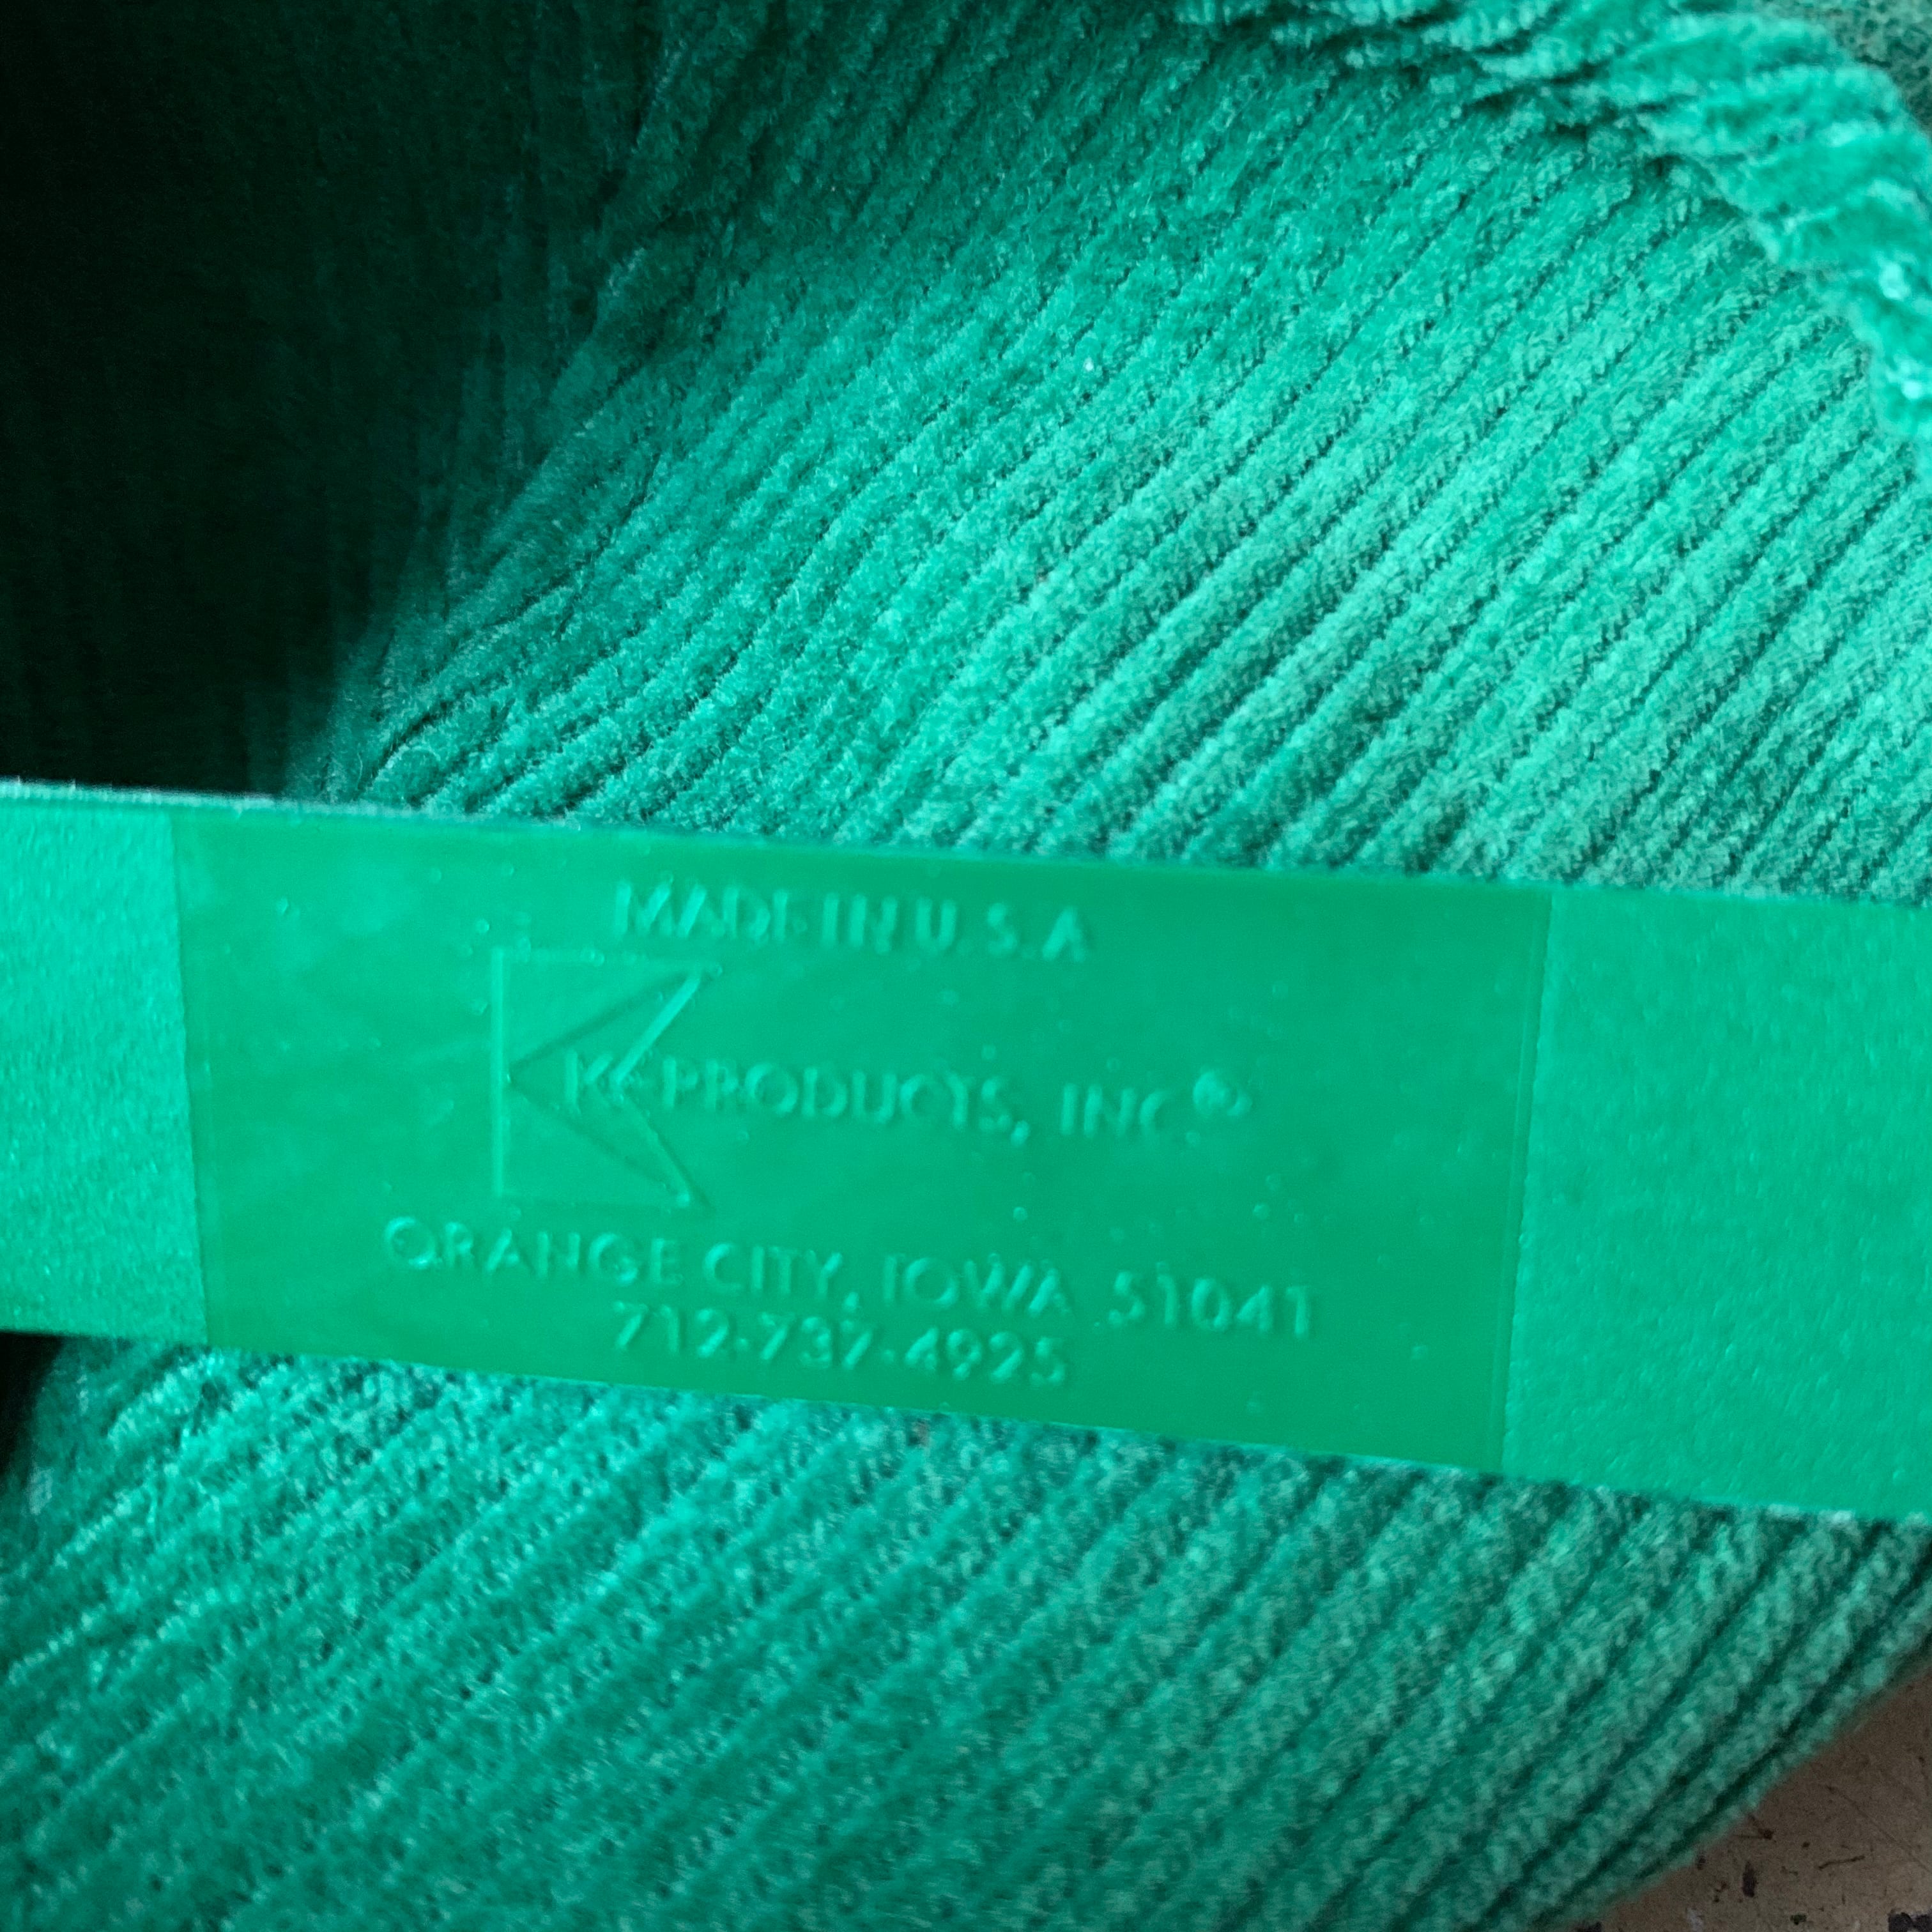 MADE IN U.S.A
K-PRODUCTS, INC.®
ORANGE CITY, IOWA 51041
712-737-4925